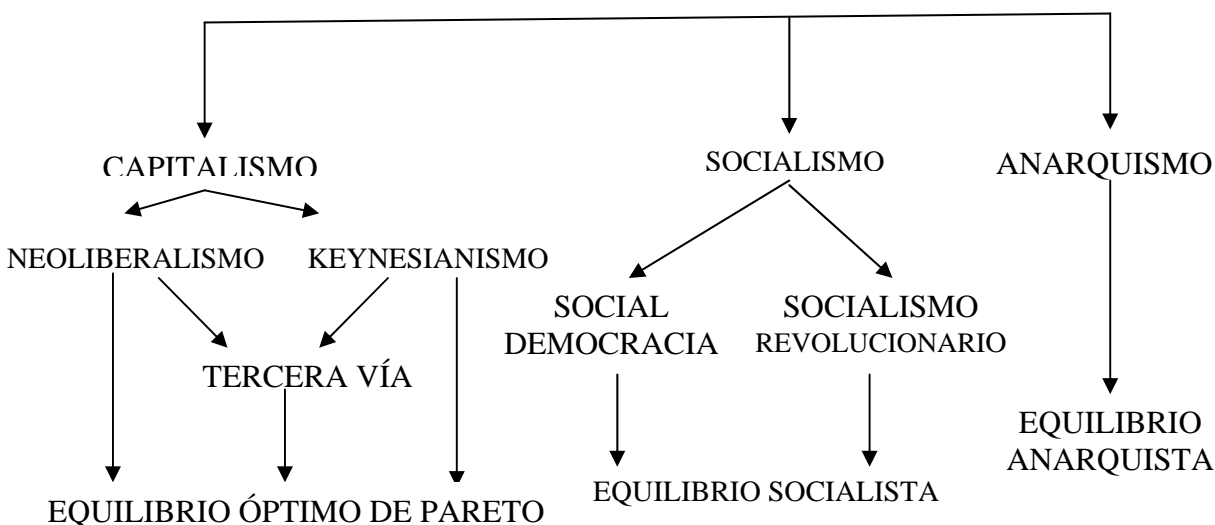 CAPITALISMO
SOCIALISMO
ANARQUISMO
NEOLIBERALISMO
KEYNESIANISMO
SOCIAL
DEMOCRACIA
SOCIALISMO
REVOLUCIONARIO
TERCERA VÍA
EQUILIBRIO
ANARQUISTA
EQUILIBRIO SOCIALISTA
EQUILIBRIO ÓPTIMO DE PARETO